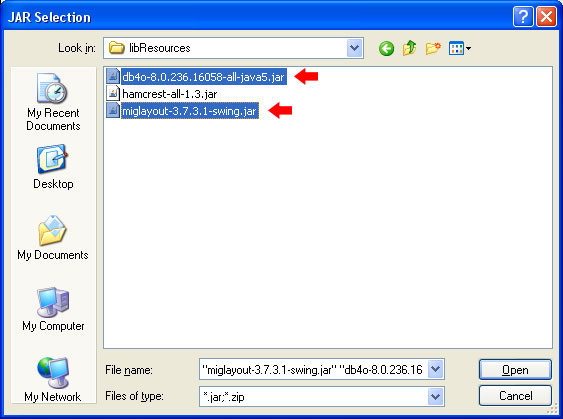 JAR Selection
Look in: libResources
db4o-8.0.236.16058-all-java5.jar
hamcrest-all-1.3.jar
miglayout-3.7.3.1-swing.jar
My Recent
Documents
Desktop
My Documents
My Computer
My Network
File name: "miglayout-3.7.3.1-swing.jar" "db4o-8.0.236.16
Open
Files of type: *.jar;*.zip
Cancel